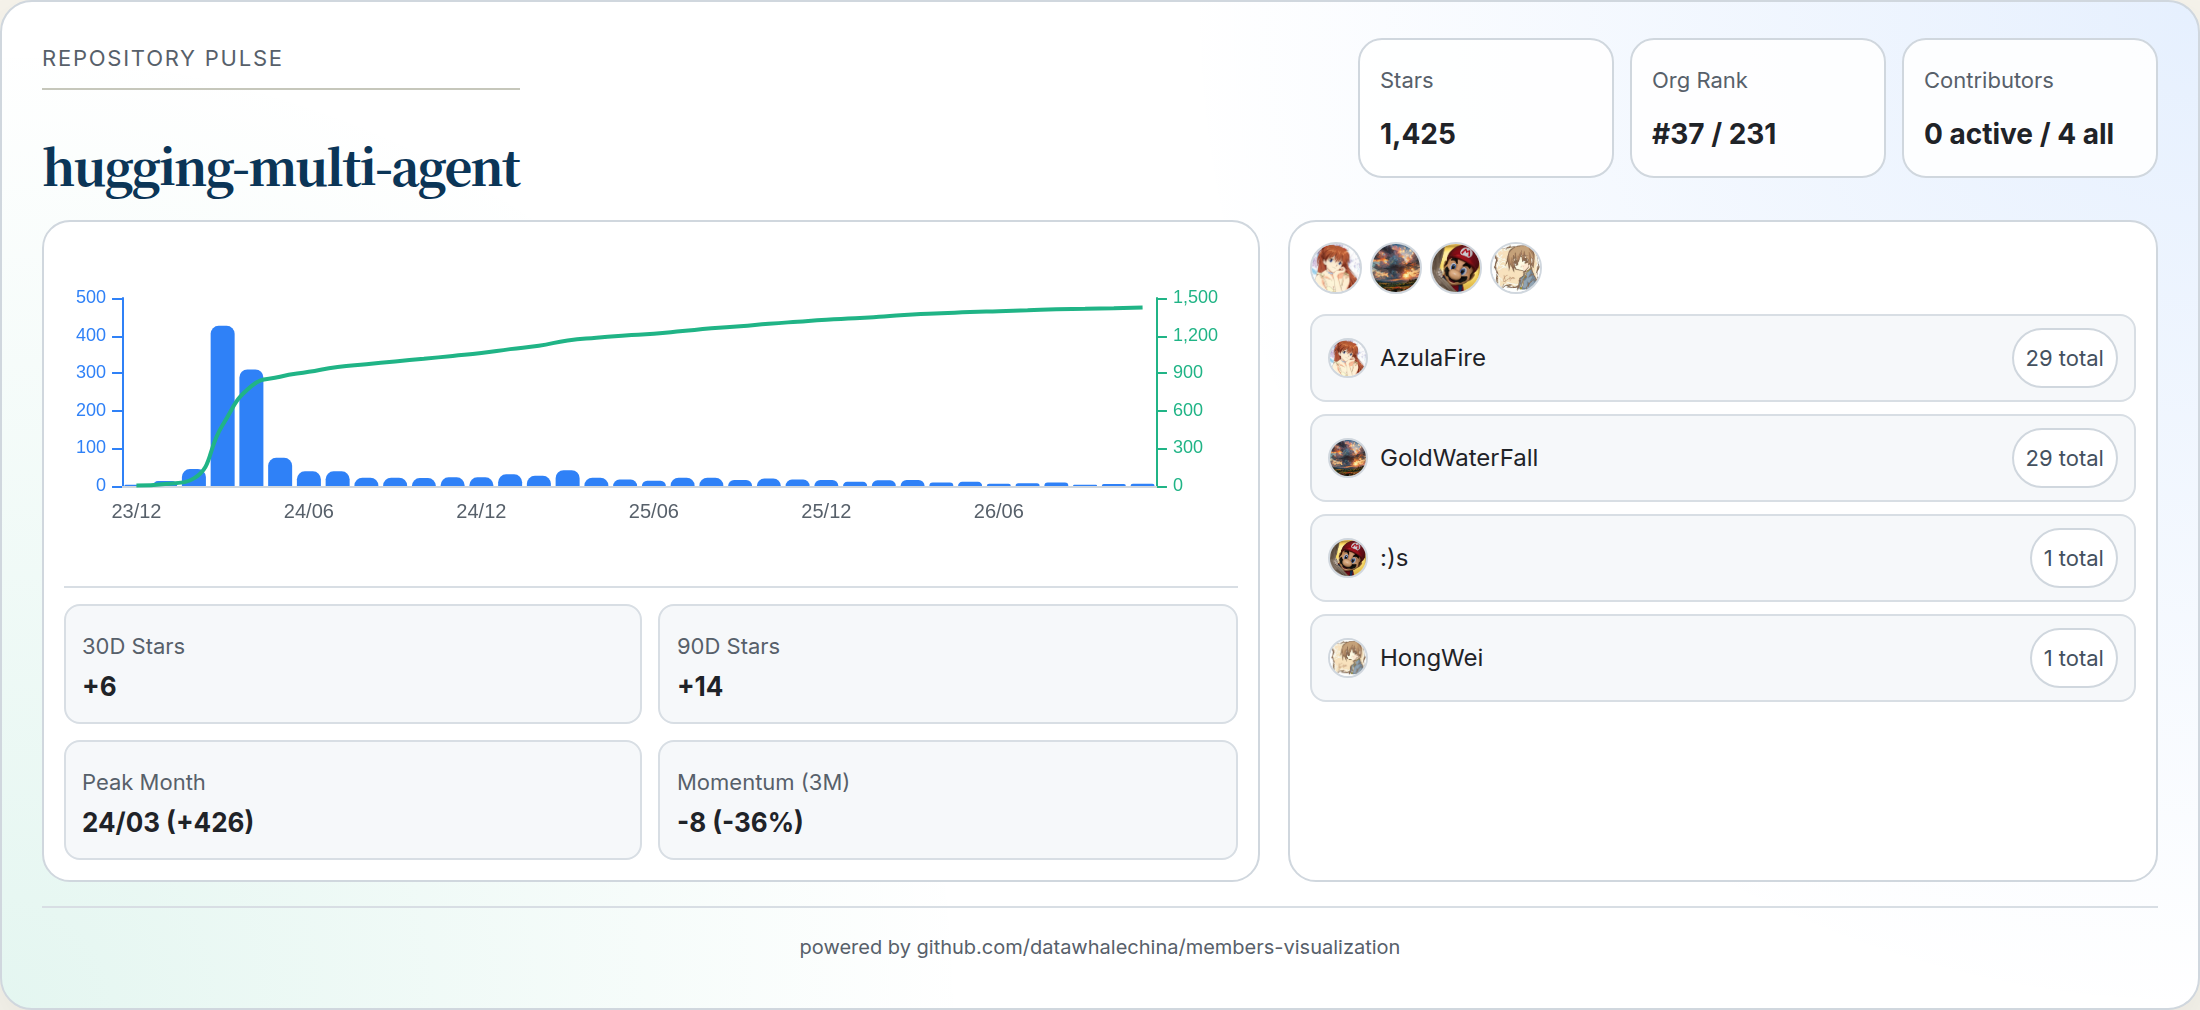 REPOSITORY PULSE
hugging-multi-agent
Stars
1,425
Org Rank
#37 / 231
Contributors
0 active / 4 all
500
400
300
200
100
0
1,500
1,200
900
600
300
0
23/12
24/06
24/12
25/06
25/12
26/06
30D Stars
+6
90D Stars
+14
Peak Month
24/03 (+426)
Momentum (3M)
-8 (-36%)
AzulaFire
29 total
GoldWaterFall
29 total
:)s
1 total
HongWei
1 total
powered by github.com/datawhalechina/members-visualization